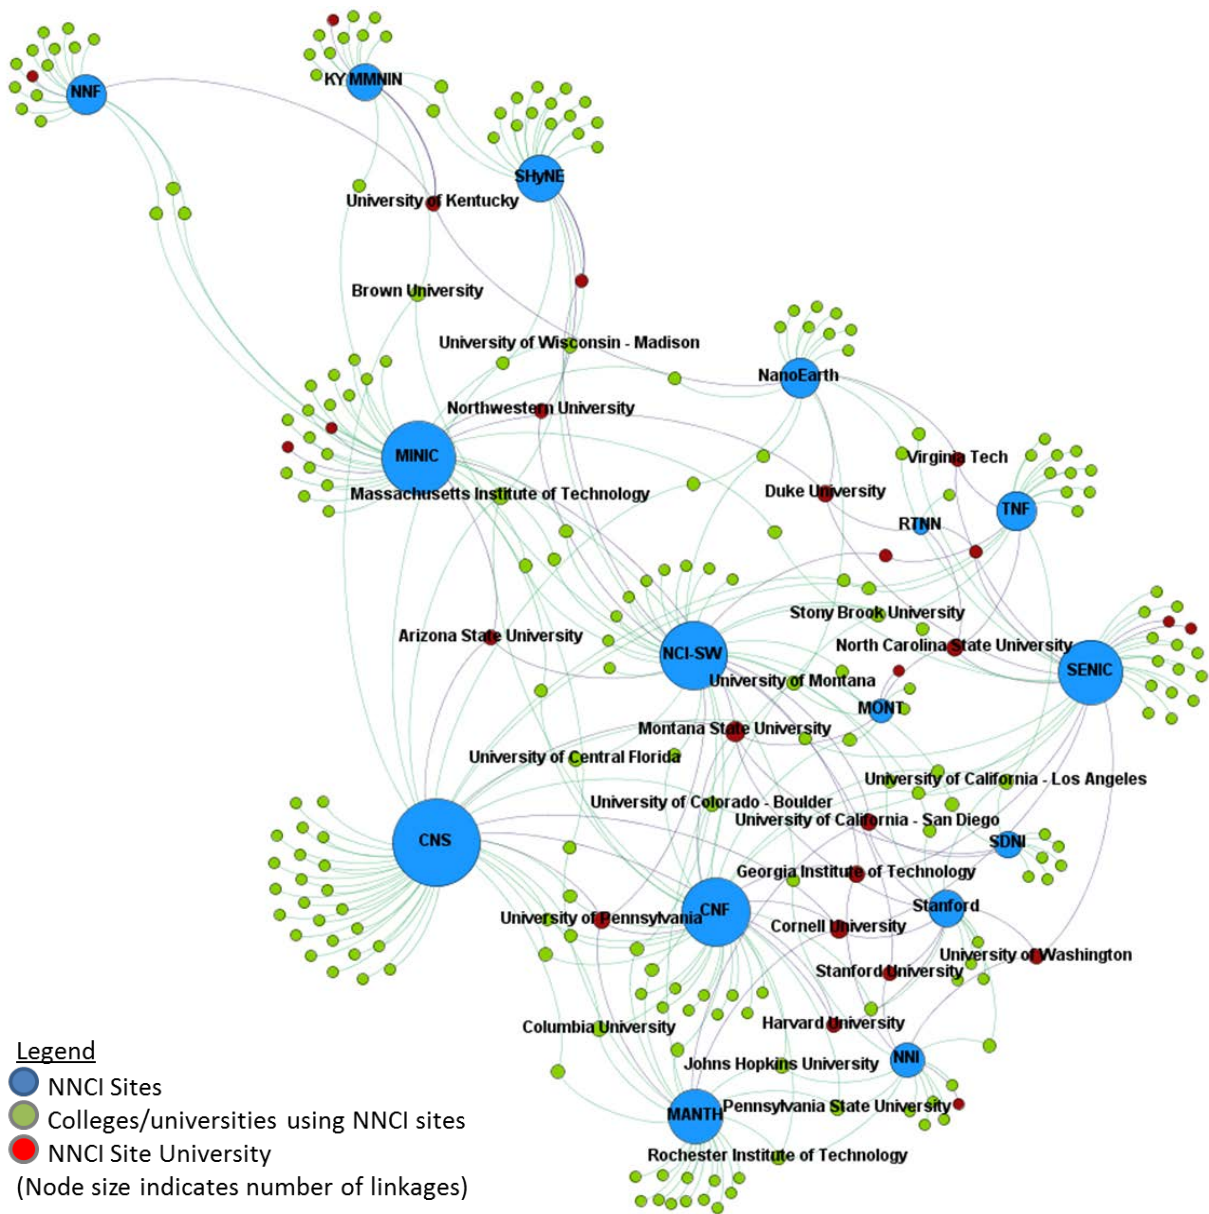 KY MMNIN
NNF
SHyNE
University of Kentucky
Brown University
University of Wisconsin - Madison
NanoEarth
Northwestern University
MINIC
Virginia Tech
Massachusetts Institute of Technology
Duke University
TNF
RTNN
Stony Brook University
Arizona State University
North Carolina State University
NCI-SW
SENIC
University of Montana
MONT
Montana State University
University of Central Florida
University of California - Los Angeles
University of Colorado - Boulder
University of California - San Diego
CNS
SDNI
Georgia Institute of Technology
Stanford
CNF
University of Pennsylvania
Cornell University
University of Washington
Stanford University
Harvard University
Columbia University
Johns Hopkins University
NNI
MANTH
Pennsylvania State University
Rochester Institute of Technology
Legend
NNCI Sites
Colleges/universities using NNCI sites
NNCI Site University
(Node size indicates number of linkages)